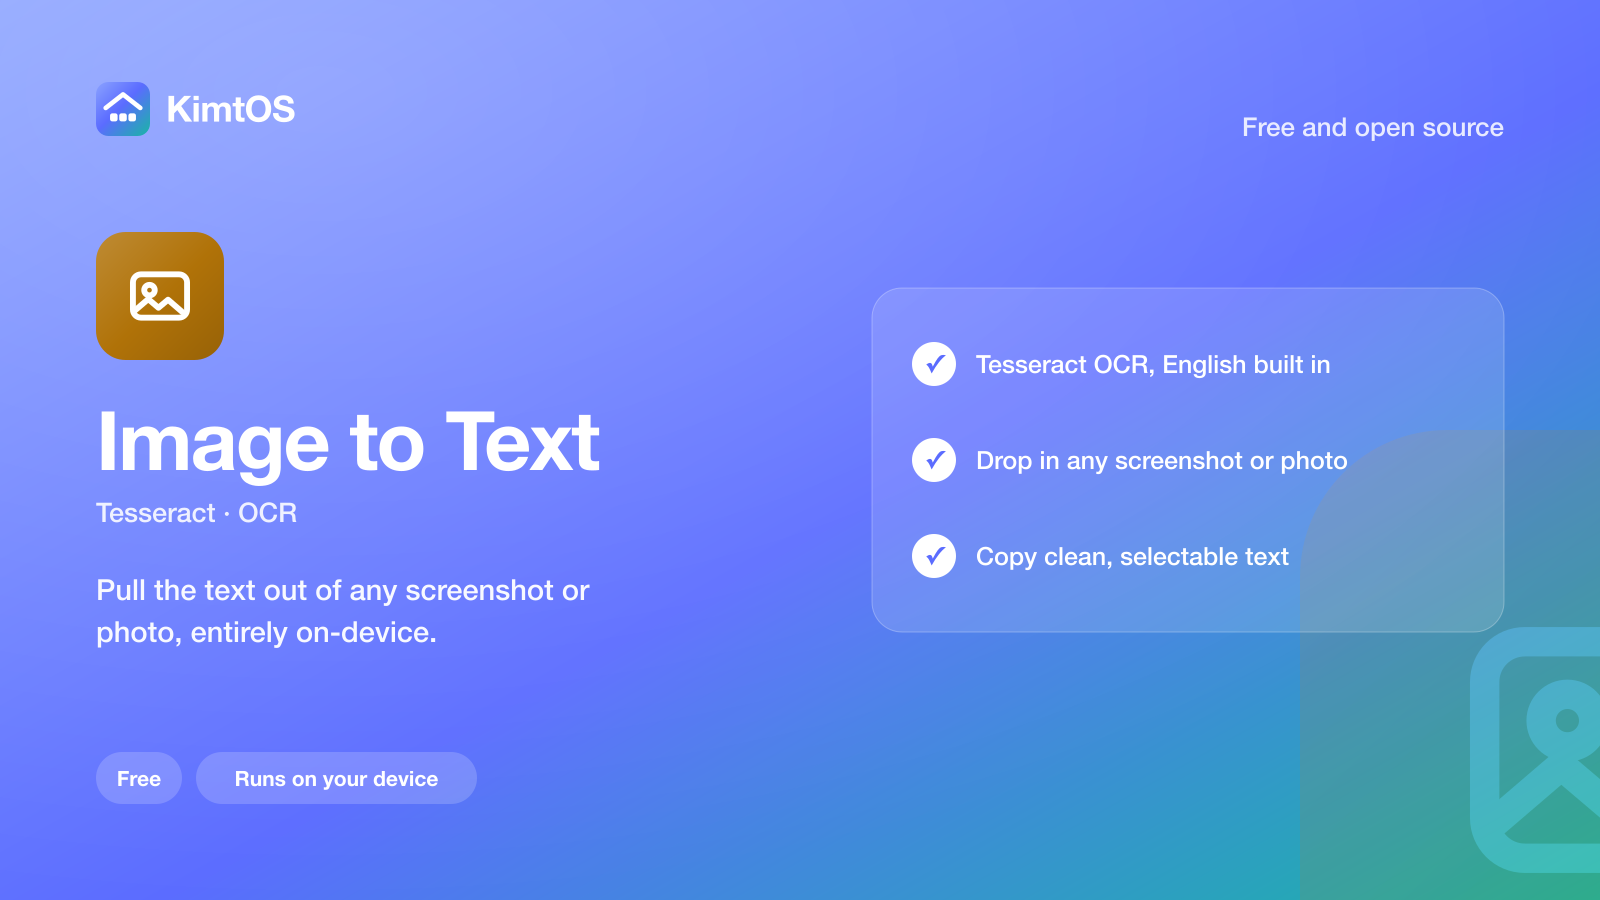 KimtOS
Free and open source
Image to Text
Tesseract · OCR
Pull the text out of any screenshot or
photo, entirely on-device.
Free
Runs on your device
Tesseract OCR, English built in
Drop in any screenshot or photo
Copy clean, selectable text